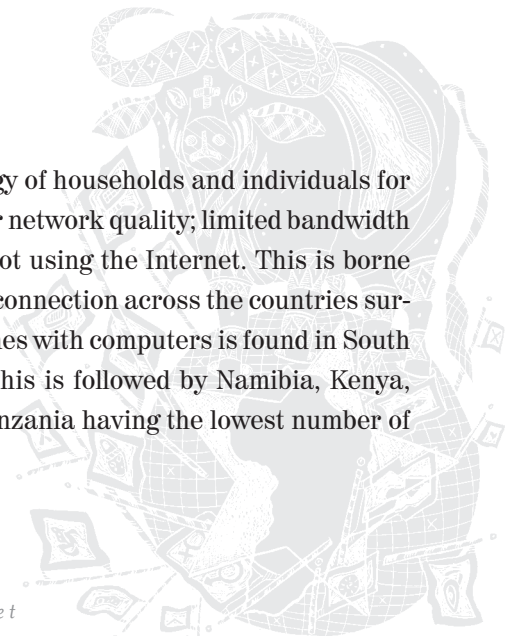 gy of households and individuals for
r network quality; limited bandwidth
ot using the Internet. This is borne
connection across the countries sur-
nes with computers is found in South
his is followed by Namibia, Kenya,
nzania having the lowest number of
e t